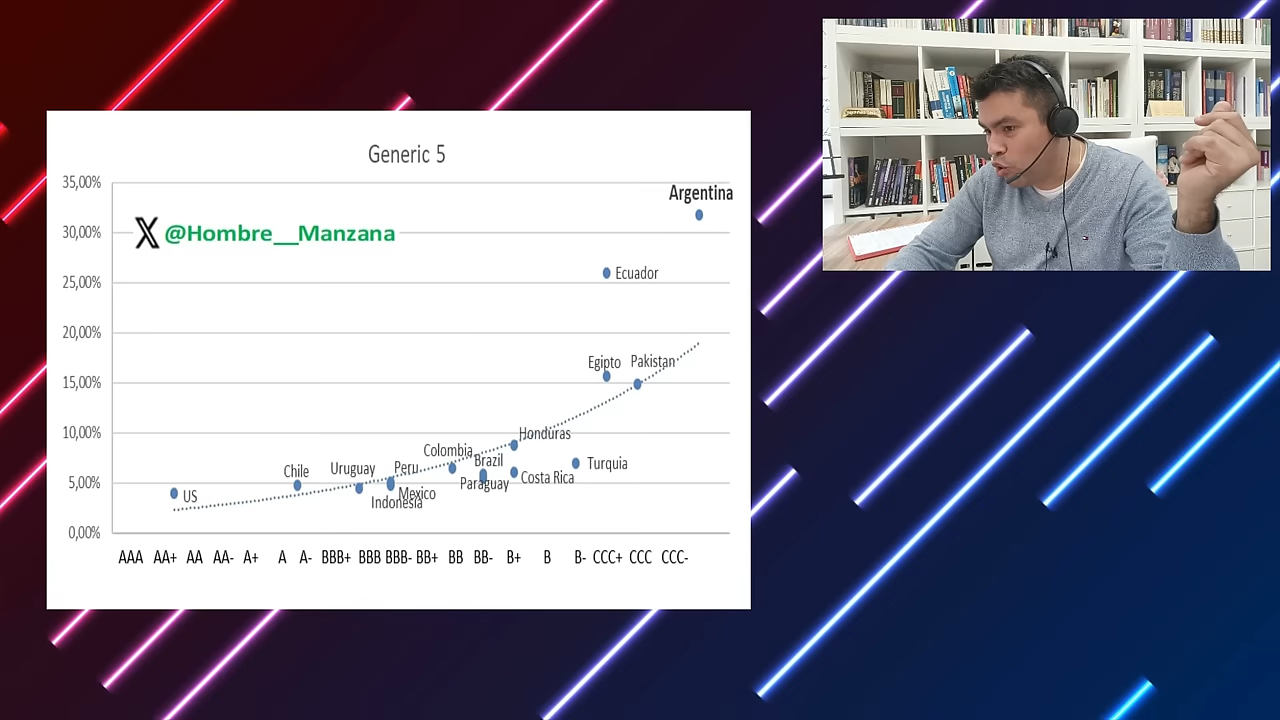 Generic 5
35,00%
Argentina
30,00%
X @Hombre__Manzana
Ecuador
25,00%
20,00%
Egipto
Pakistan
15,00%
10,00%
Honduras
Colombia
Brazil
Turquia
Chile
Uruguay
Peru
Costa Rica
5,00%
US
Mexico
Paraguay
Indonesia
0,00%
AAA AA+ AA AA- A+ A A- BBB+ BBB BBB- BB+ BB BB- B+ B B- CCC+ CCC CCC-